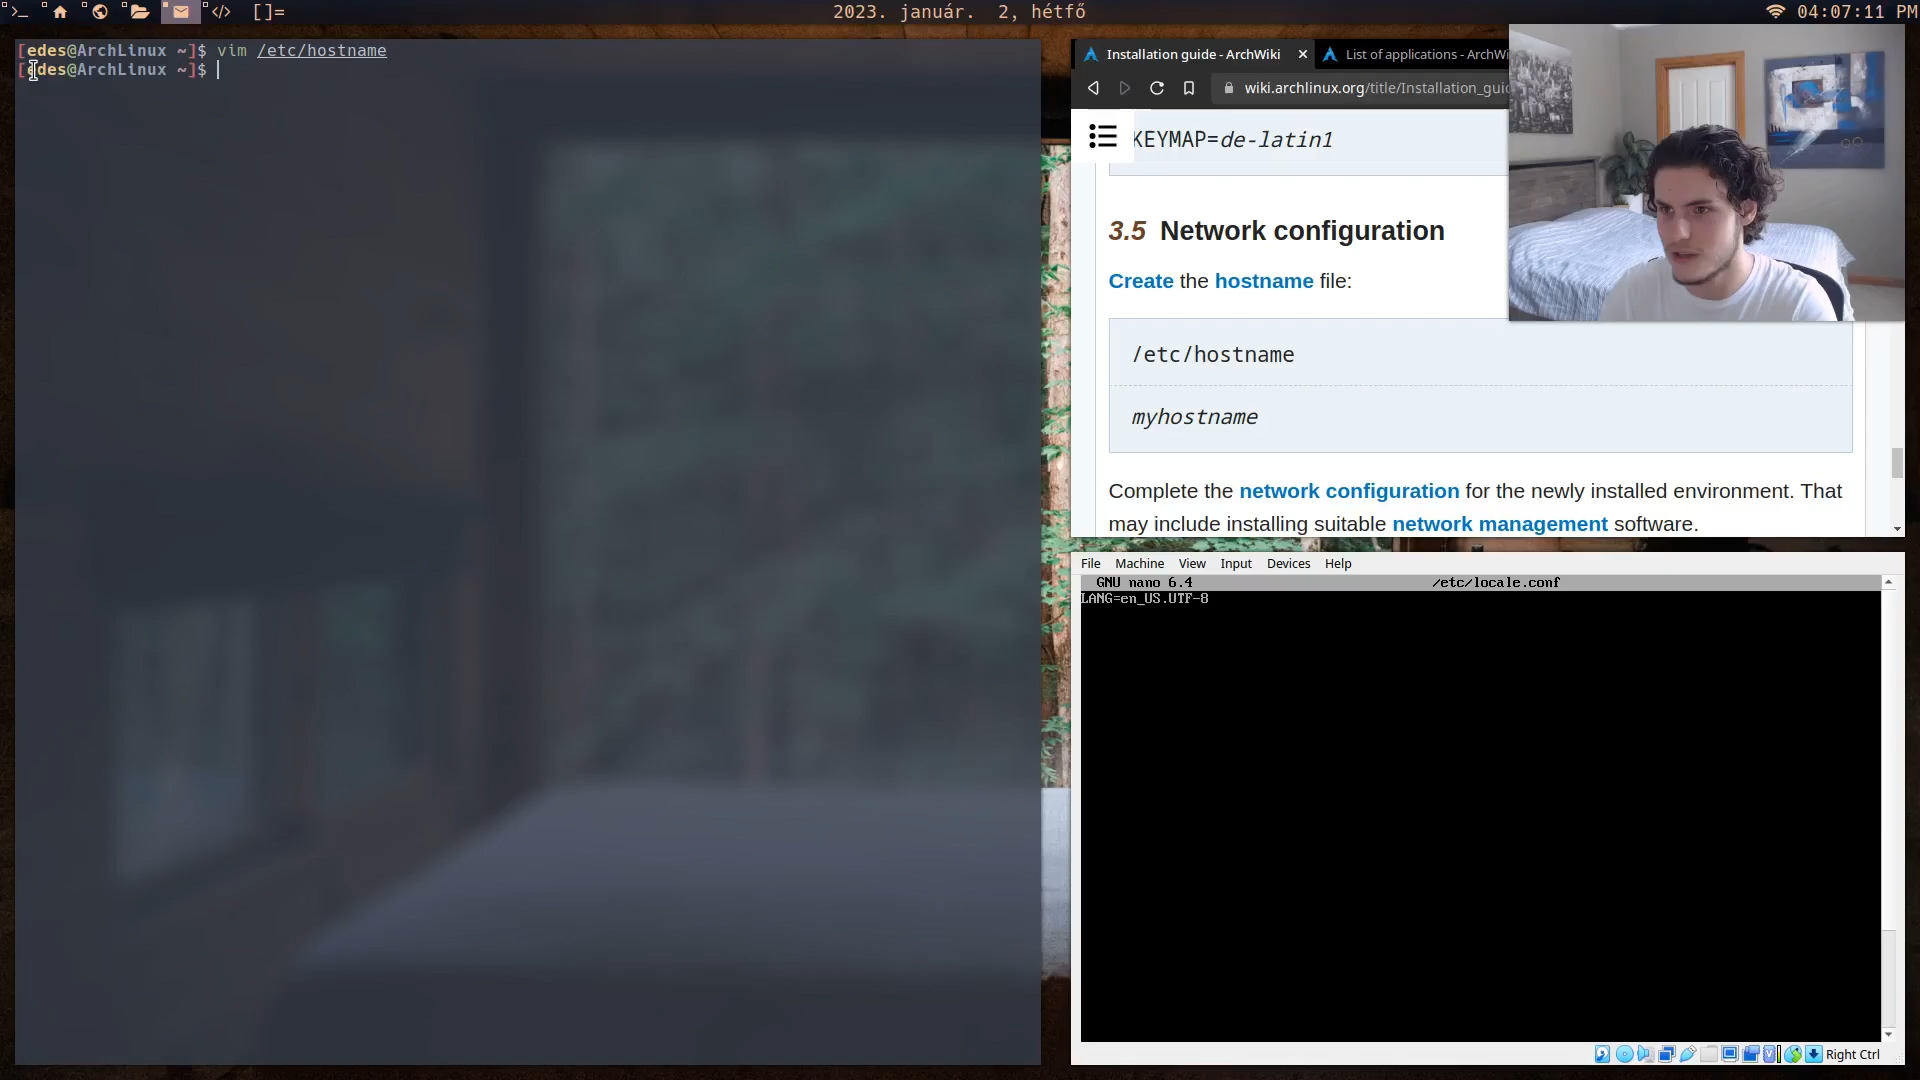 >_ </> []=
2023. január. 2, hétfő
04:07:11 PM
[edes@ArchLinux ~]$ vim /etc/hostname
[edes@ArchLinux ~]$
Installation guide - ArchWiki
List of applications - ArchWi
wiki.archlinux.org/title/Installation_guid
KEYMAP=de-latin1
3.5 Network configuration
Create the hostname file:
/etc/hostname
myhostname
Complete the network configuration for the newly installed environment. That
may include installing suitable network management software.
File Machine View Input Devices Help
GNU nano 6.4 /etc/locale.conf
LANG=en_US.UTF-8
Right Ctrl